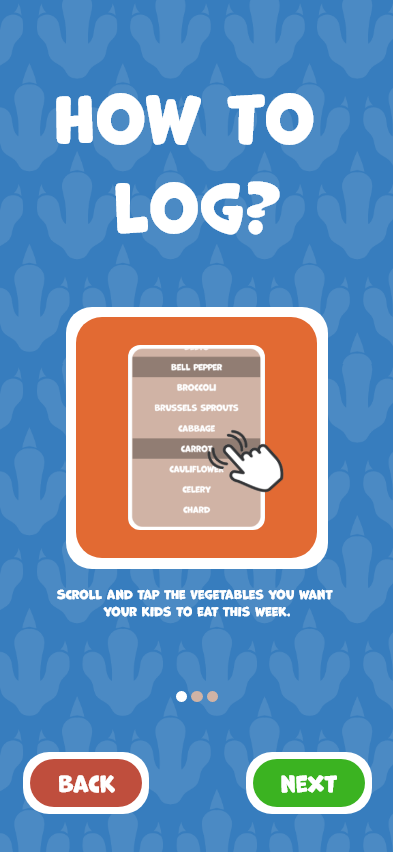 HOW TO
LOG?
BELL PEPPER
BROCCOLI
BRUSSELS SPROUTS
CABBAGE
CARROT
CAULIFLOWER
CELERY
CHARD
SCROLL AND TAP THE VEGETABLES YOU WANT
YOUR KIDS TO EAT THIS WEEK.
BACK
NEXT